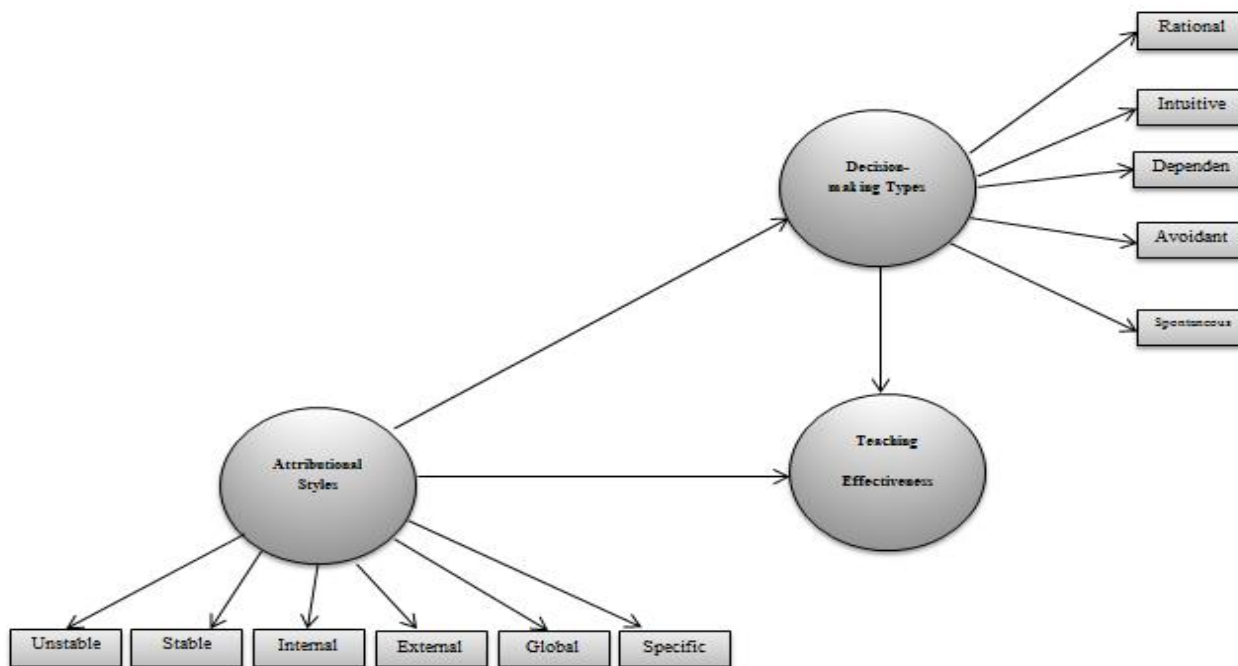 Rational
Intuitive
Decision-
making Types
Dependen
Avoidant
Spontaneous
Teaching
Effectiveness
Attributional
Styles
Unstable
Stable
Internal
External
Global
Specific